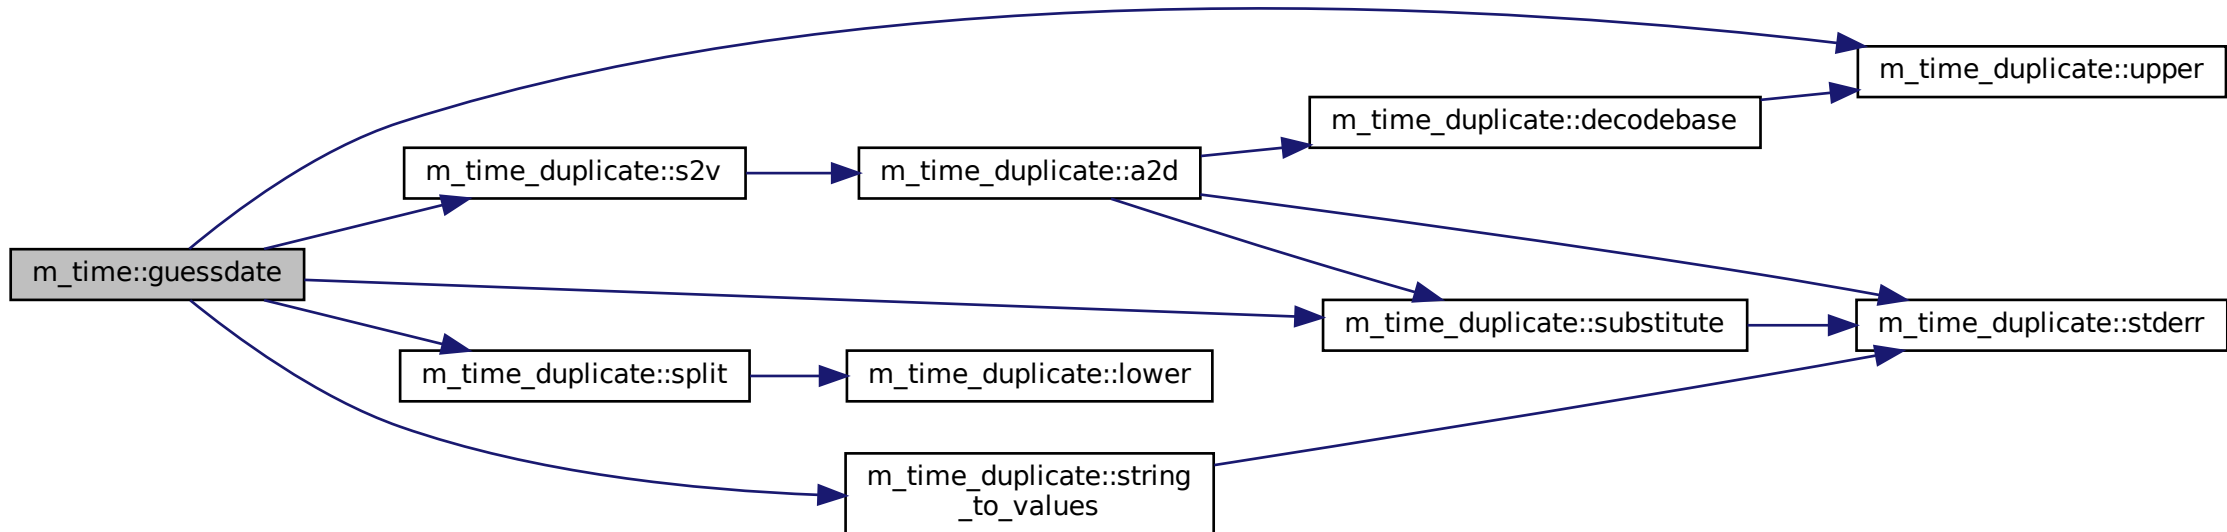 m_time_duplicate::upper
m_time_duplicate::decodebase
m_time_duplicate::s2v
m_time_duplicate::a2d
m_time::guessdate
m_time_duplicate::substitute
m_time_duplicate::stderr
m_time_duplicate::split
m_time_duplicate::lower
m_time_duplicate::string
_to_values